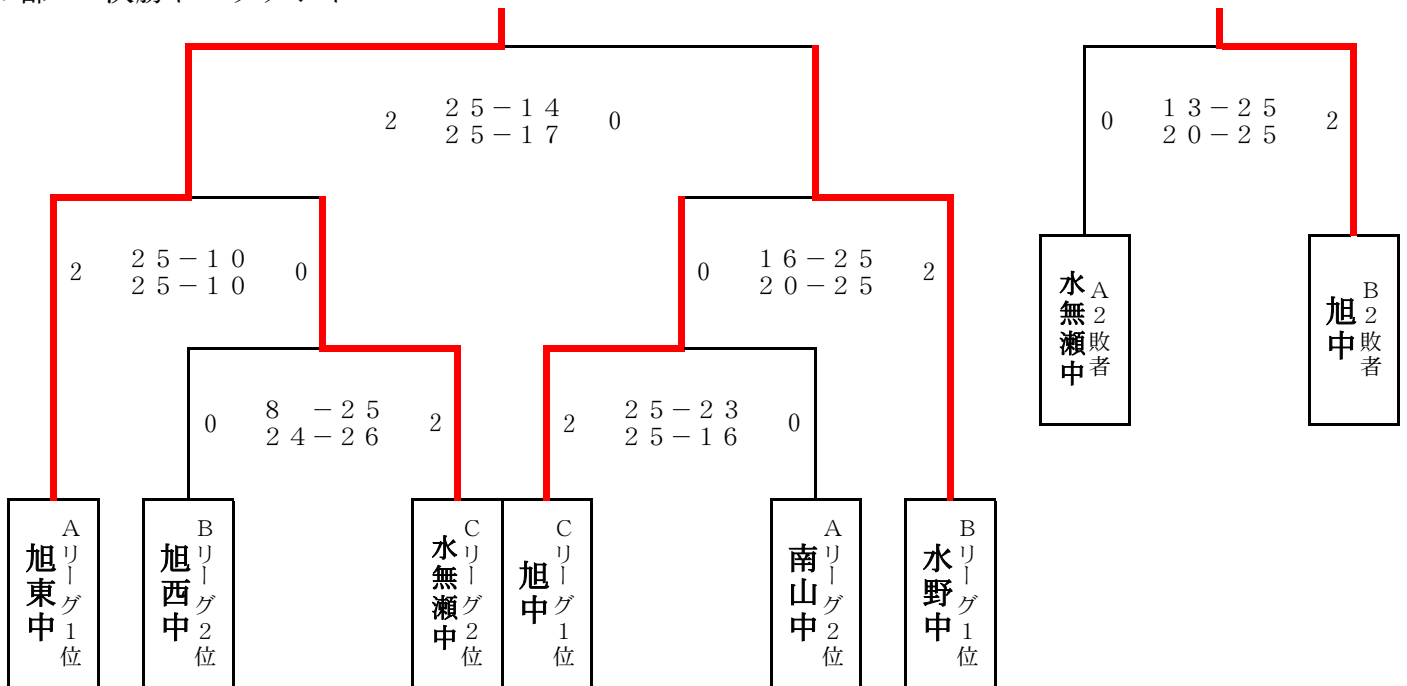 2 25-14 0
25-17
0 13-25 2
20-25
2 25-10 0
25-10
0 16-25 2
20-25
0 8 -25 2
24-26
2 25-23 0
25-16
A2敗者
水無瀬中
B2敗者
旭中
Aリーグ1位
旭東中
Bリーグ2位
旭西中
Cリーグ2位
水無瀬中
Cリーグ1位
旭中
Aリーグ2位
南山中
Bリーグ1位
水野中